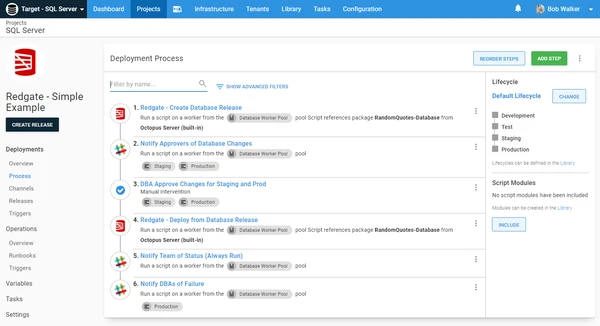 Target - SQL Server
Dashboard
Projects
Infrastructure
Tenants
Library
Tasks
Configuration
Bob Walker
Projects
SQL Server
Redgate - Simple
Example
CREATE RELEASE
Deployments
Overview
Process
Channels
Releases
Triggers
Operations
Overview
Runbooks
Triggers
Variables
Tasks
Settings
Deployment Process
REORDER STEPS
ADD STEP
Filter by name...
SHOW ADVANCED FILTERS
1. Redgate - Create Database Release
Run a script on a worker from the Database Worker Pool pool Script references package RandomQuotes-Database from
Octopus Server (built-in)
2. Notify Approvers of Database Changes
Run a script on a worker from the Database Worker Pool pool
Staging Production
3. DBA Approve Changes for Staging and Prod
Manual intervention
Staging Production
4. Redgate - Deploy from Database Release
Run a script on a worker from the Database Worker Pool pool Script references package RandomQuotes-Database from
Octopus Server (built-in)
5. Notify Team of Status (Always Run)
Run a script on a worker from the Database Worker Pool pool
6. Notify DBAs of Failure
Run a script on a worker from the Database Worker Pool pool
Production
Lifecycle
Default Lifecycle
CHANGE
Development
Test
Staging
Production
Lifecycles can be defined in the Library
Script Modules
No script modules have been included
Modules can be created in the Library
INCLUDE